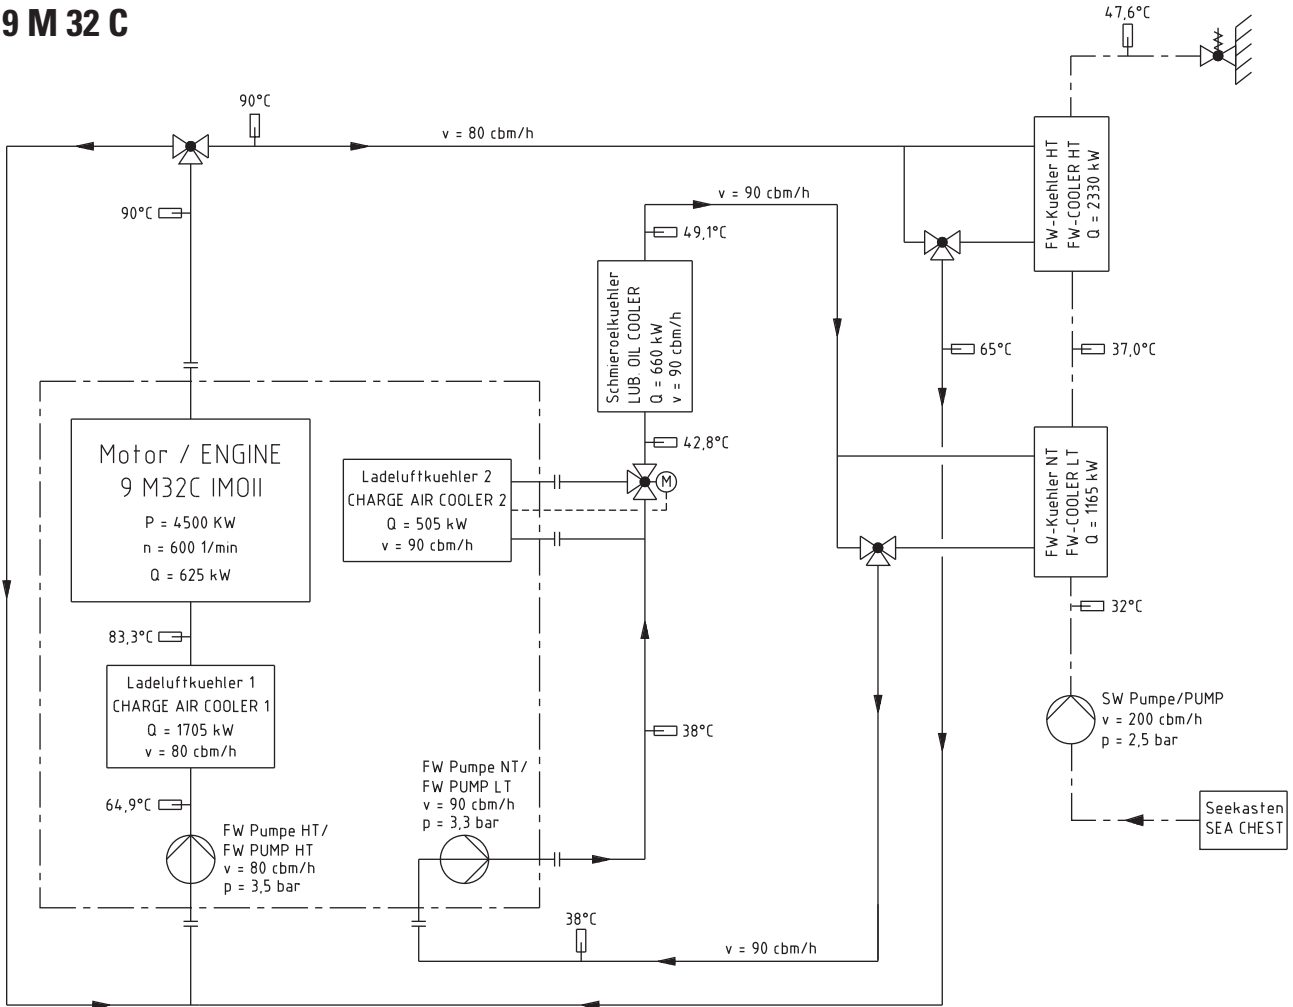 9 M 32 C
47,6°C
90°C
v = 80 cbm/h
FW-Kuehler HT
FW-COOLER HT
Q = 2330 kW
90°C
v = 90 cbm/h
49,1°C
Schmieroelkuehler
LUB. OIL COOLER
Q = 660 kW
v = 90 cbm/h
65°C
37,0°C
42,8°C
Motor / ENGINE
9 M32C IMOII
P = 4500 KW
n = 600 1/min
Q = 625 kW
Ladeluftkuehler 2
CHARGE AIR COOLER 2
Q = 505 kW
v = 90 cbm/h
M
FW-Kuehler NT
FW-COOLER LT
Q = 1165 kW
32°C
83,3°C
Ladeluftkuehler 1
CHARGE AIR COOLER 1
Q = 1705 kW
v = 80 cbm/h
38°C
SW Pumpe/PUMP
v = 200 cbm/h
p = 2,5 bar
64,9°C
FW Pumpe NT/
FW PUMP LT
v = 90 cbm/h
p = 3,3 bar
Seekasten
SEA CHEST
FW Pumpe HT/
FW PUMP HT
v = 80 cbm/h
p = 3,5 bar
38°C
v = 90 cbm/h